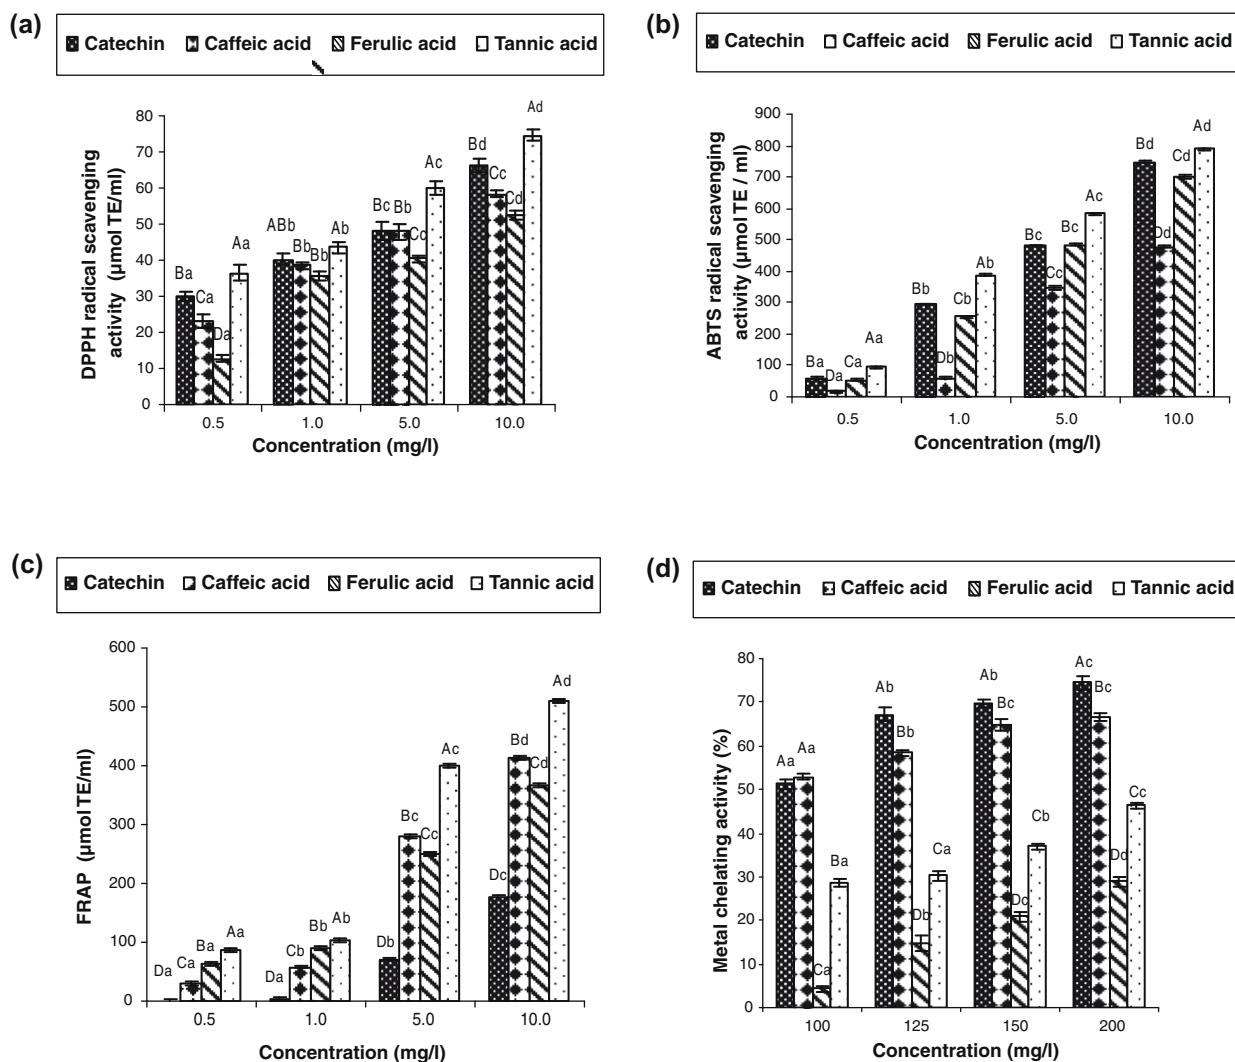 (a)
Catechin Caffeic acid Ferulic acid Tannic acid
DPPH radical scavenging
activity (µmol TE/ml)
80
70
60
50
40
30
20
10
0
Ba Ca Da Aa
ABb Bb Bb Ab
Bc Bb Cc Ac
Bd Cc Cd Ad
0.5 1.0 5.0 10.0
Concentration (mg/l)
(b)
Catechin Caffeic acid Ferulic acid Tannic acid
ABTS radical scavenging
activity (µmol TE / ml)
900
800
700
600
500
400
300
200
100
0
Ba Da Ca Aa
Bb Db Cb Ab
Bc Cc Bc Ac
Bd Dd Cd Ad
0.5 1.0 5.0 10.0
Concentration (mg/l)
(c)
Catechin Caffeic acid Ferulic acid Tannic acid
FRAP (µmol TE/ml)
600
500
400
300
200
100
0
Da Ca Ba Aa
Da Cb Bb Ab
Db Bc Cc Ac
Dc Bd Cd Ad
0.5 1.0 5.0 10.0
Concentration (mg/l)
(d)
Catechin Caffeic acid Ferulic acid Tannic acid
Metal chelating activity (%)
80
70
60
50
40
30
20
10
0
Aa Aa Ca Ba
Ab Bb Db Ca
Ab Bc Dc Cb
Ac Bc Dd Cc
100 125 150 200
Concentration (mg/l)